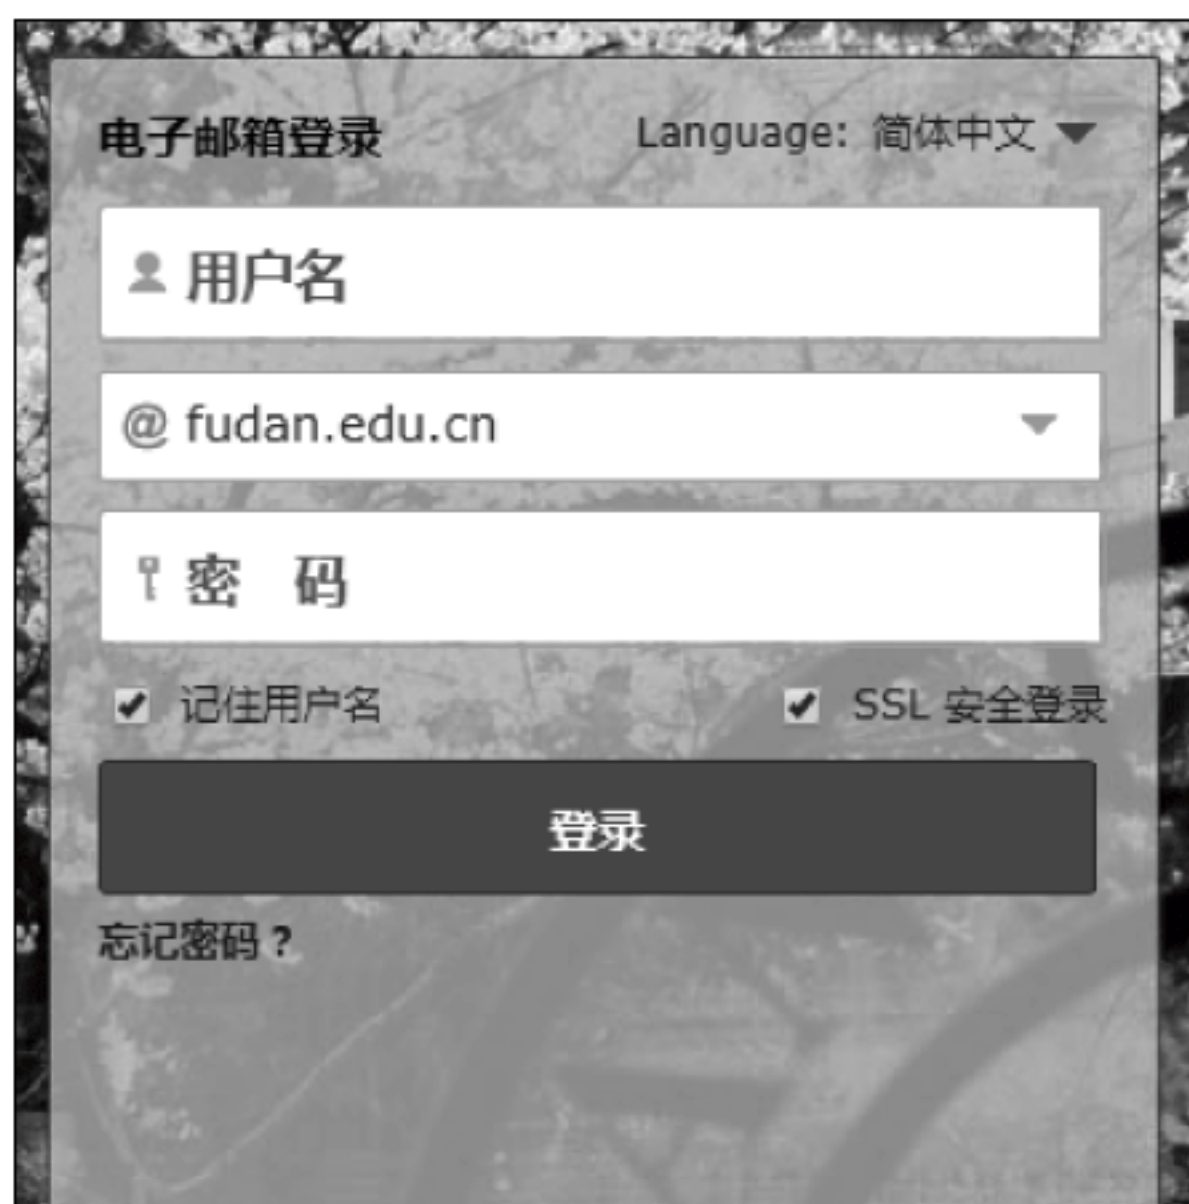 电子邮箱登录 Language: 简体中文
用户名
@ fudan.edu.cn
密 码
记住用户名 SSL 安全登录
登录
忘记密码？